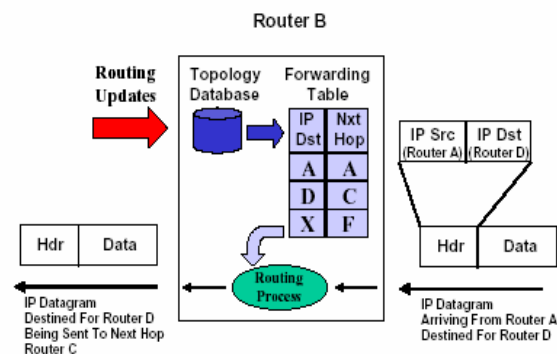 Router B
Routing
Updates
Topology
Database
Forwarding
Table
IP Dst
Nxt Hop
A A
D C
X F
IP Src
(Router A)
IP Dst
(Router D)
Hdr Data
Hdr Data
Routing
Process
IP Datagram
Destined For Router D
Being Sent To Next Hop
Router C
IP Datagram
Arriving From Router A
Destined For Router D